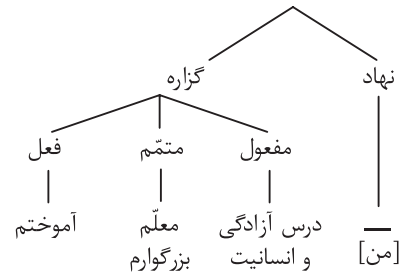 نهاد
گزاره
مفعول
متمّم
فعل
[من]
درس آزادگی
و انسانیت
معلّم
بزرگوارم
آموختم